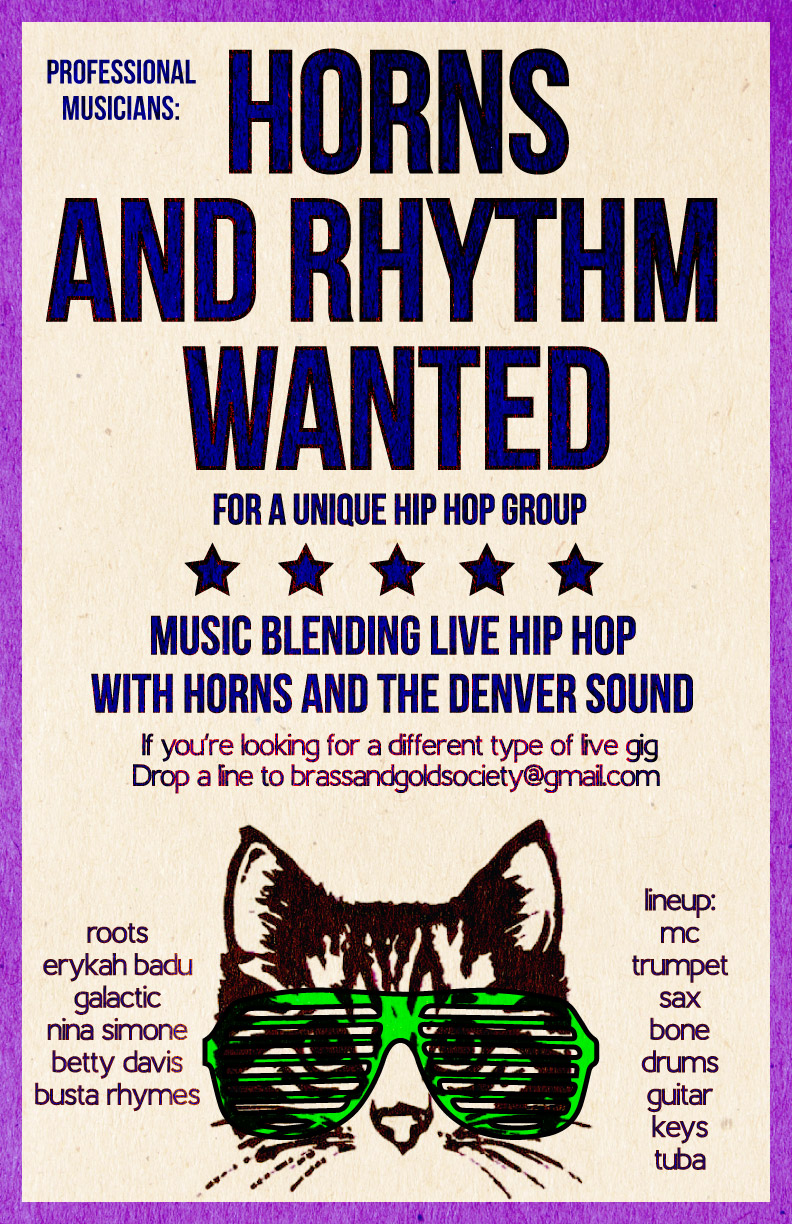 PROFESSIONAL
MUSICIANS:
HORNS
AND RHYTHM
WANTED
FOR A UNIQUE HIP HOP GROUP
MUSIC BLENDING LIVE HIP HOP
WITH HORNS AND THE DENVER SOUND
If you're looking for a different type of live gig
Drop a line to brassandgoldsociety@gmail.com
roots
erykah badu
galactic
nina simone
betty davis
busta rhymes
lineup:
mc
trumpet
sax
bone
drums
guitar
keys
tuba